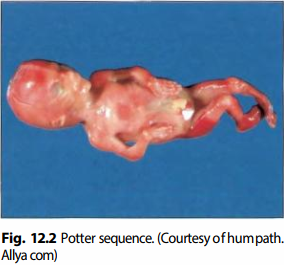 Fig. 12.2 Potter sequence. (Courtesy of humpath.
Allya com)